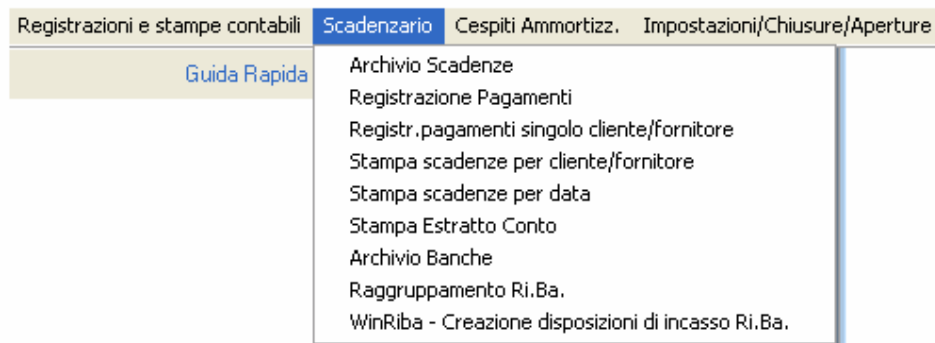 Registrazioni e stampe contabili Scadenzario Cespiti Ammortizz. Impostazioni/Chiusure/Aperture
Guida Rapida
Archivio Scadenze
Registrazione Pagamenti
Registr.pagamenti singolo cliente/fornitore
Stampa scadenze per cliente/fornitore
Stampa scadenze per data
Stampa Estratto Conto
Archivio Banche
Raggruppamento Ri.Ba.
WinRiba - Creazione disposizioni di incasso Ri.Ba.